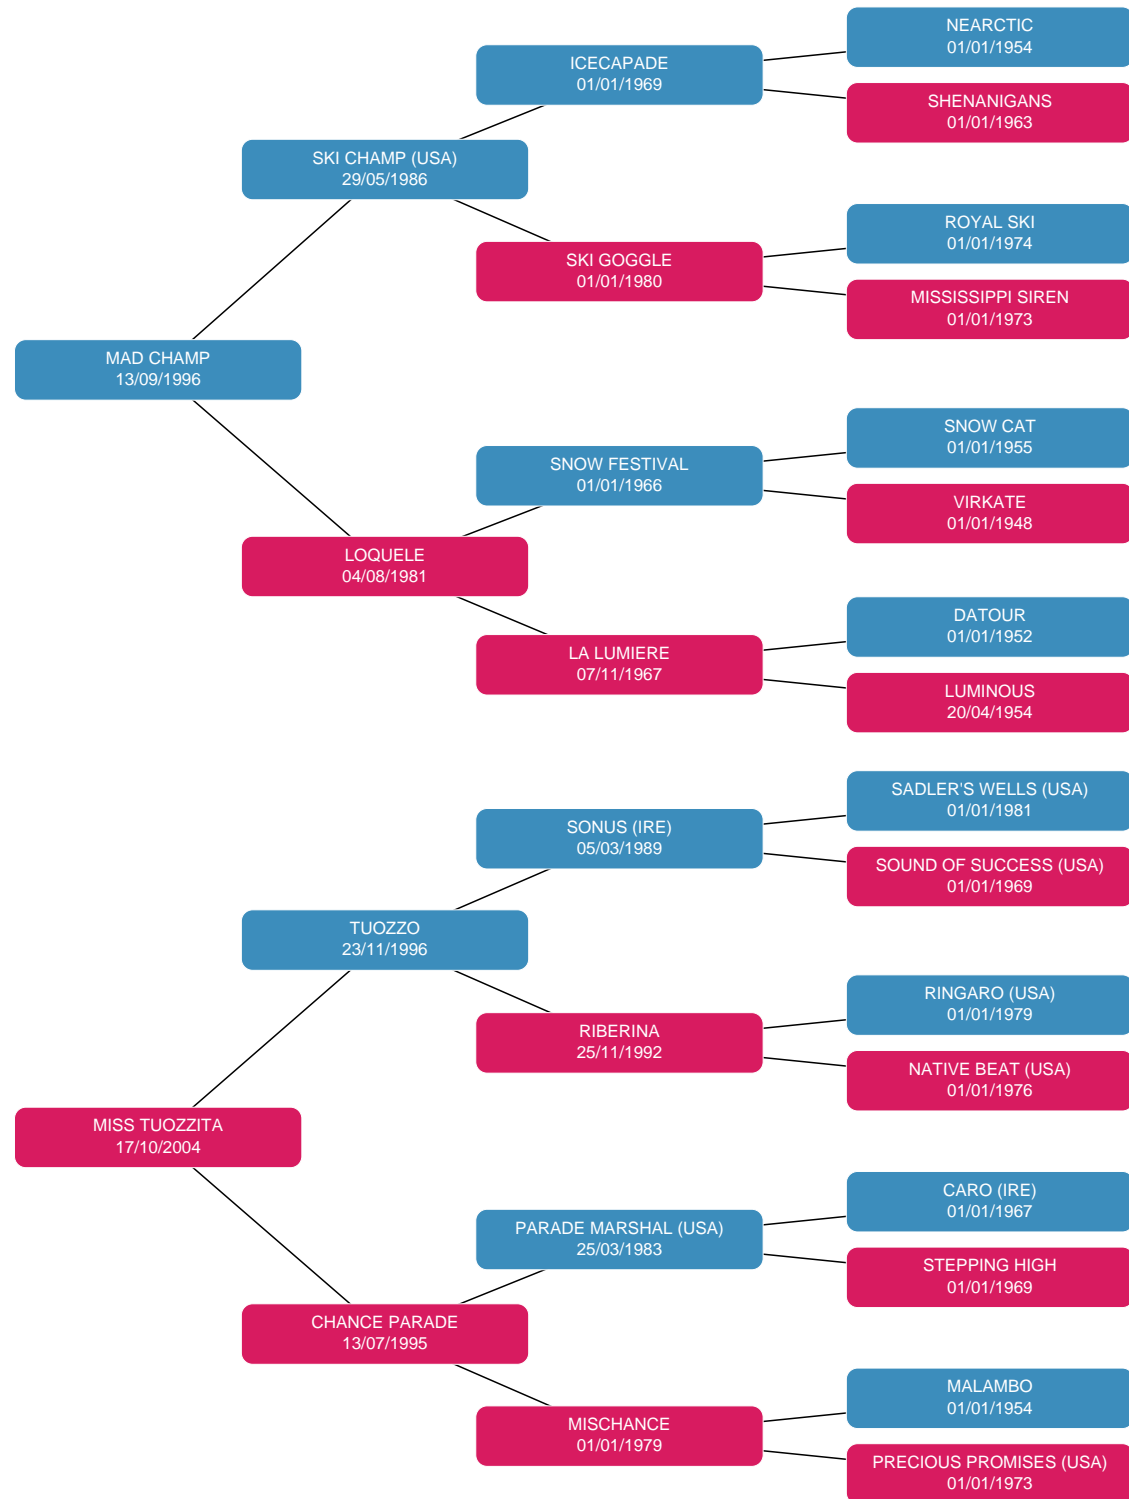 NEARCTIC
01/01/1954
ICECAPADE
01/01/1969
SHENANIGANS
01/01/1963
SKI CHAMP (USA)
29/05/1986
ROYAL SKI
01/01/1974
SKI GOGGLE
01/01/1980
MISSISSIPPI SIREN
01/01/1973
MAD CHAMP
13/09/1996
SNOW CAT
01/01/1955
SNOW FESTIVAL
01/01/1966
VIRKATE
01/01/1948
LOQUELE
04/08/1981
DATOUR
01/01/1952
LA LUMIERE
07/11/1967
LUMINOUS
20/04/1954
SADLER'S WELLS (USA)
01/01/1981
SONUS (IRE)
05/03/1989
SOUND OF SUCCESS (USA)
01/01/1969
TUOZZO
23/11/1996
RINGARO (USA)
01/01/1979
RIBERINA
25/11/1992
NATIVE BEAT (USA)
01/01/1976
MISS TUOZZITA
17/10/2004
CARO (IRE)
01/01/1967
PARADE MARSHAL (USA)
25/03/1983
STEPPING HIGH
01/01/1969
CHANCE PARADE
13/07/1995
MALAMBO
01/01/1954
MISCHANCE
01/01/1979
PRECIOUS PROMISES (USA)
01/01/1973